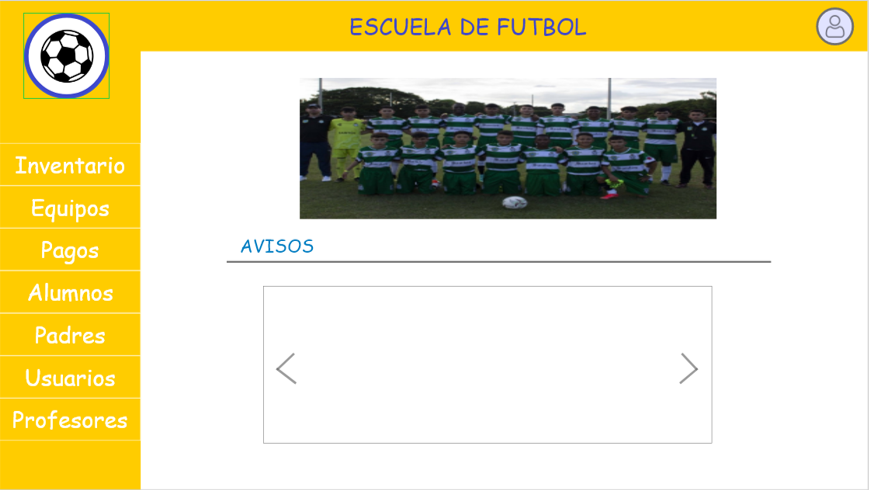 ESCUELA DE FUTBOL
Inventario
Equipos
Pagos
Alumnos
Padres
Usuarios
Profesores
AVISOS